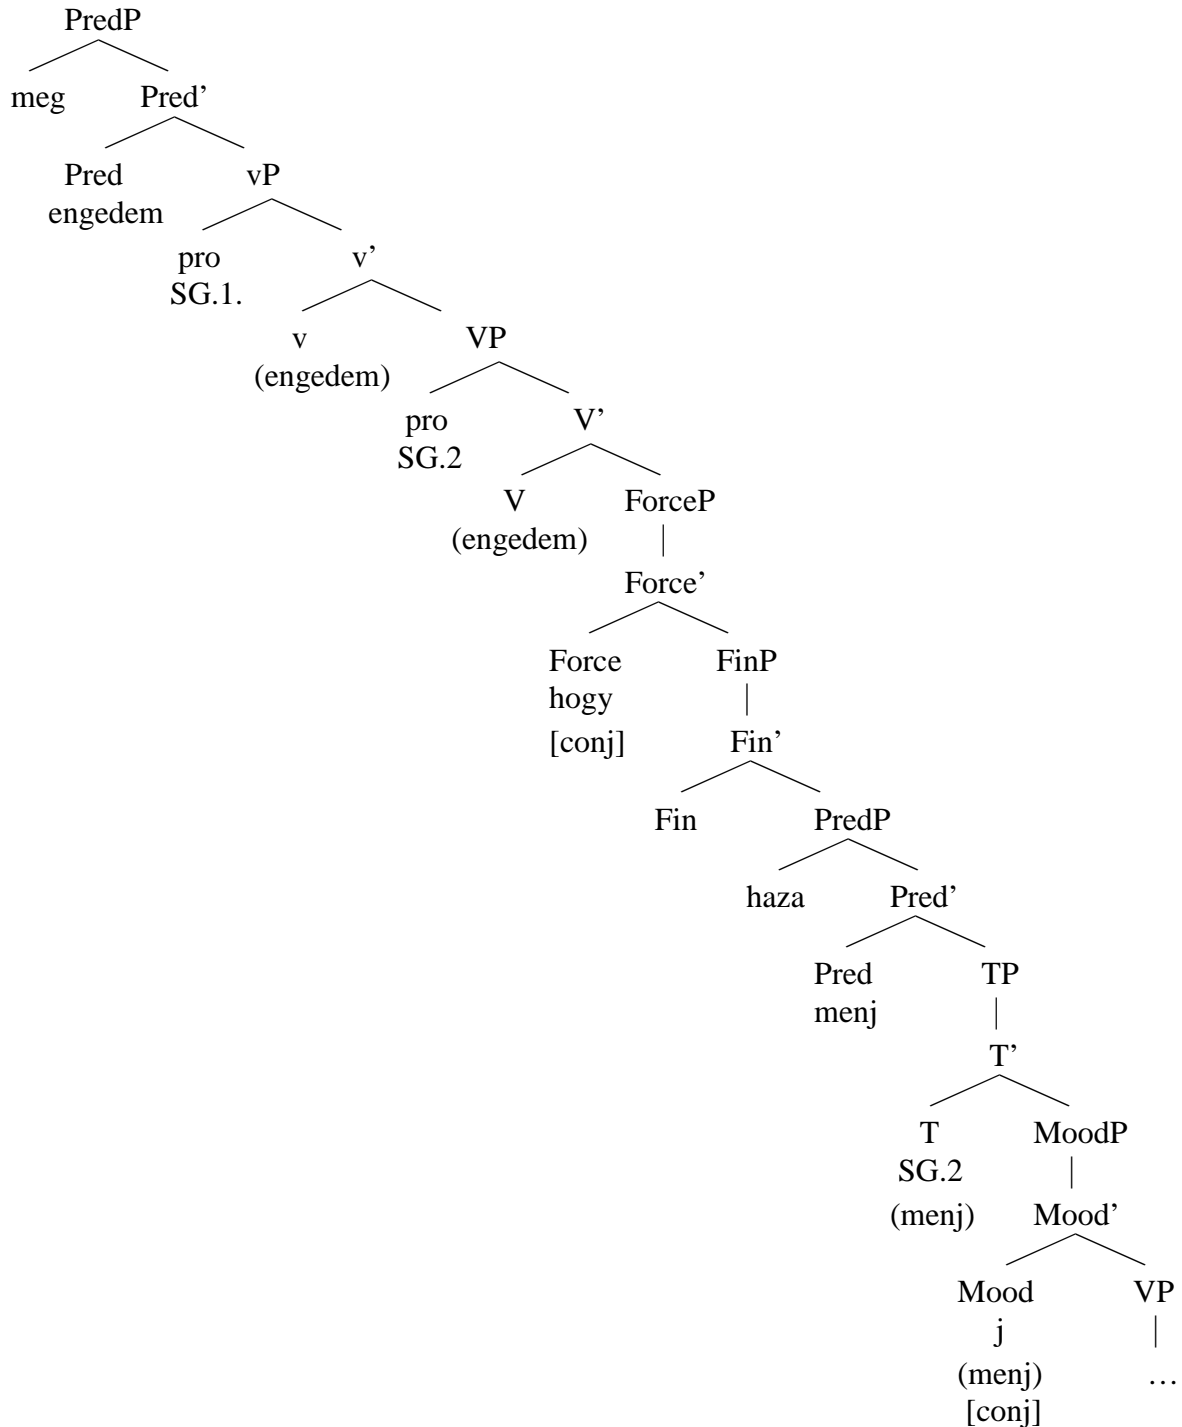 PredP
meg Pred’
Pred vP
engedem
pro v’
SG.1.
v VP
(engedem)
pro V’
SG.2
V ForceP
(engedem)
Force’
Force FinP
hogy
[conj] Fin’
Fin PredP
haza Pred’
Pred TP
menj
T’
T MoodP
SG.2
(menj) Mood’
Mood VP
j
(menj) …
[conj]